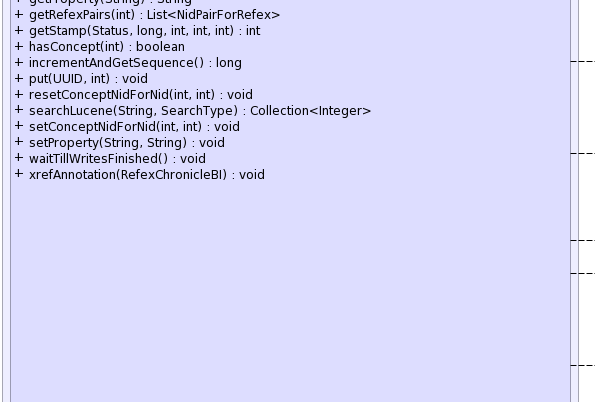 + getProperty(String) : String
+ getRefexPairs(int) : List<NidPairForRefex>
+ getStamp(Status, long, int, int, int) : int
+ hasConcept(int) : boolean
+ incrementAndGetSequence() : long
+ put(UUID, int) : void
+ resetConceptNidForNid(int, int) : void
+ searchLucene(String, SearchType) : Collection<Integer>
+ setConceptNidForNid(int, int) : void
+ setProperty(String, String) : void
+ waitTillWritesFinished() : void
+ xrefAnnotation(RefexChronicleBI) : void